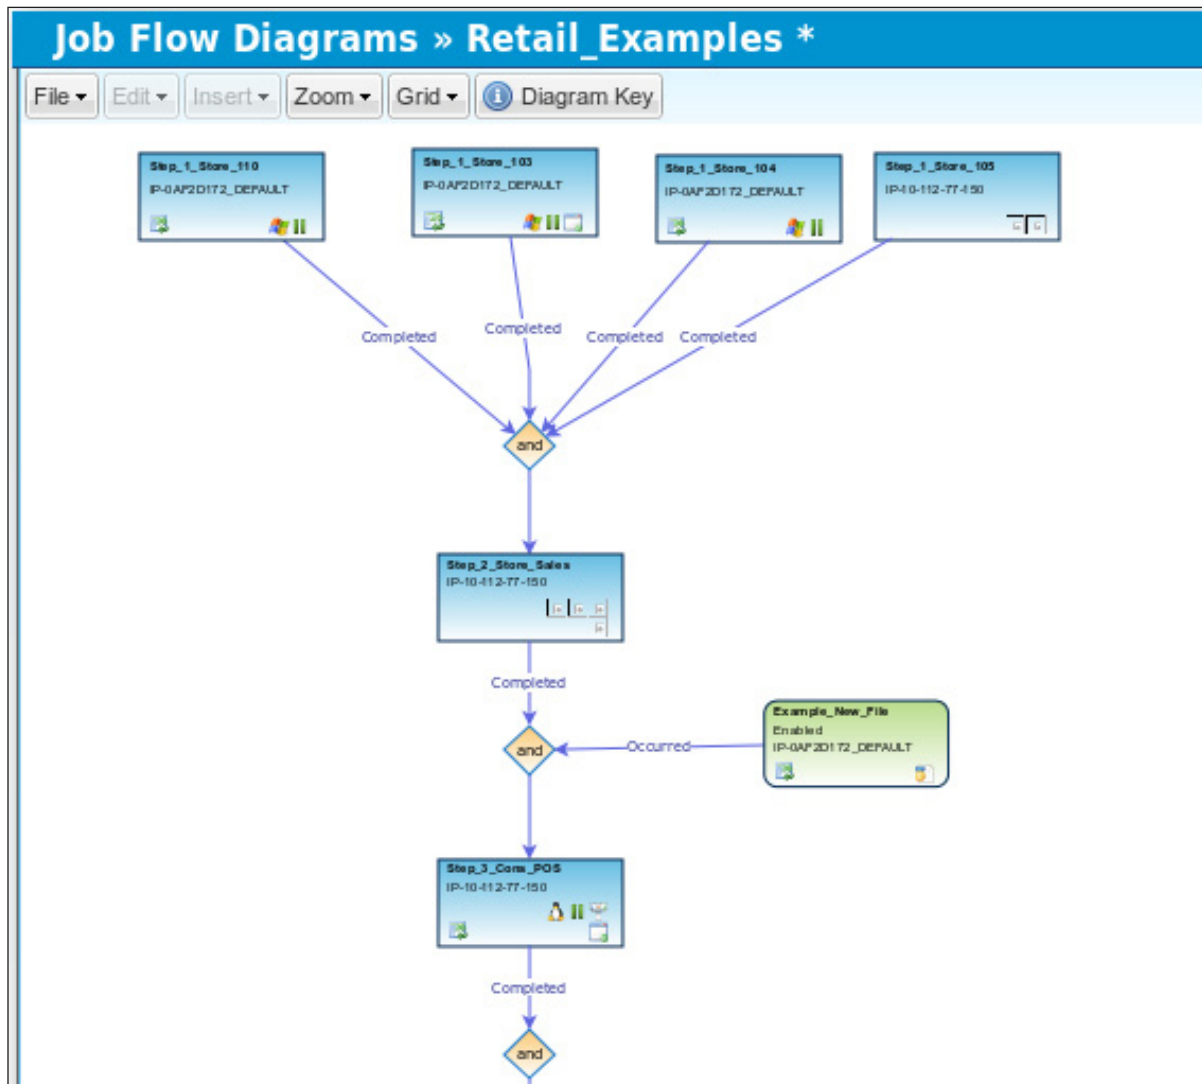 Job Flow Diagrams » Retail_Examples *
File Edit Insert Zoom Grid Diagram Key
Step_1_Store_110
IP-0AF2D172_DEFAULT
Step_1_Store_103
IP-0AF2D172_DEFAULT
Step_1_Store_104
IP-0AF2D172_DEFAULT
Step_1_Store_105
IP-10-112-77-150
Completed
Completed
Completed
Completed
and
Step_2_Store_Sales
IP-10-112-77-150
Completed
Example_New_File
Enabled
IP-0AF2D172_DEFAULT
Occurred
and
Step_3_Cons_POS
IP-10-112-77-150
Completed
and